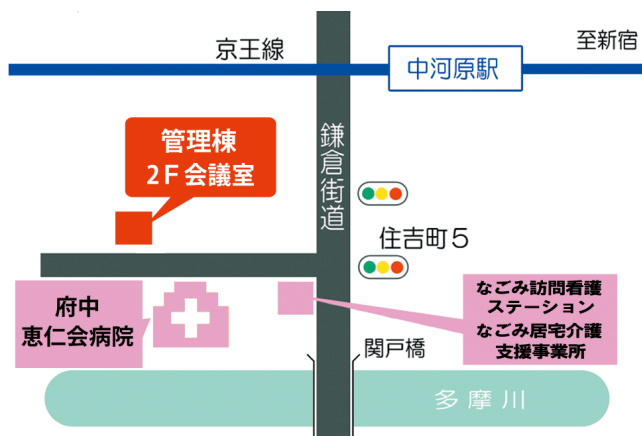 京王線
中河原駅
至新宿
管理棟
2F会議室
鎌倉街道
住吉町5
府中
恵仁会病院
なごみ訪問看護
ステーション
なごみ居宅介護
支援事業所
関戸橋
多摩川